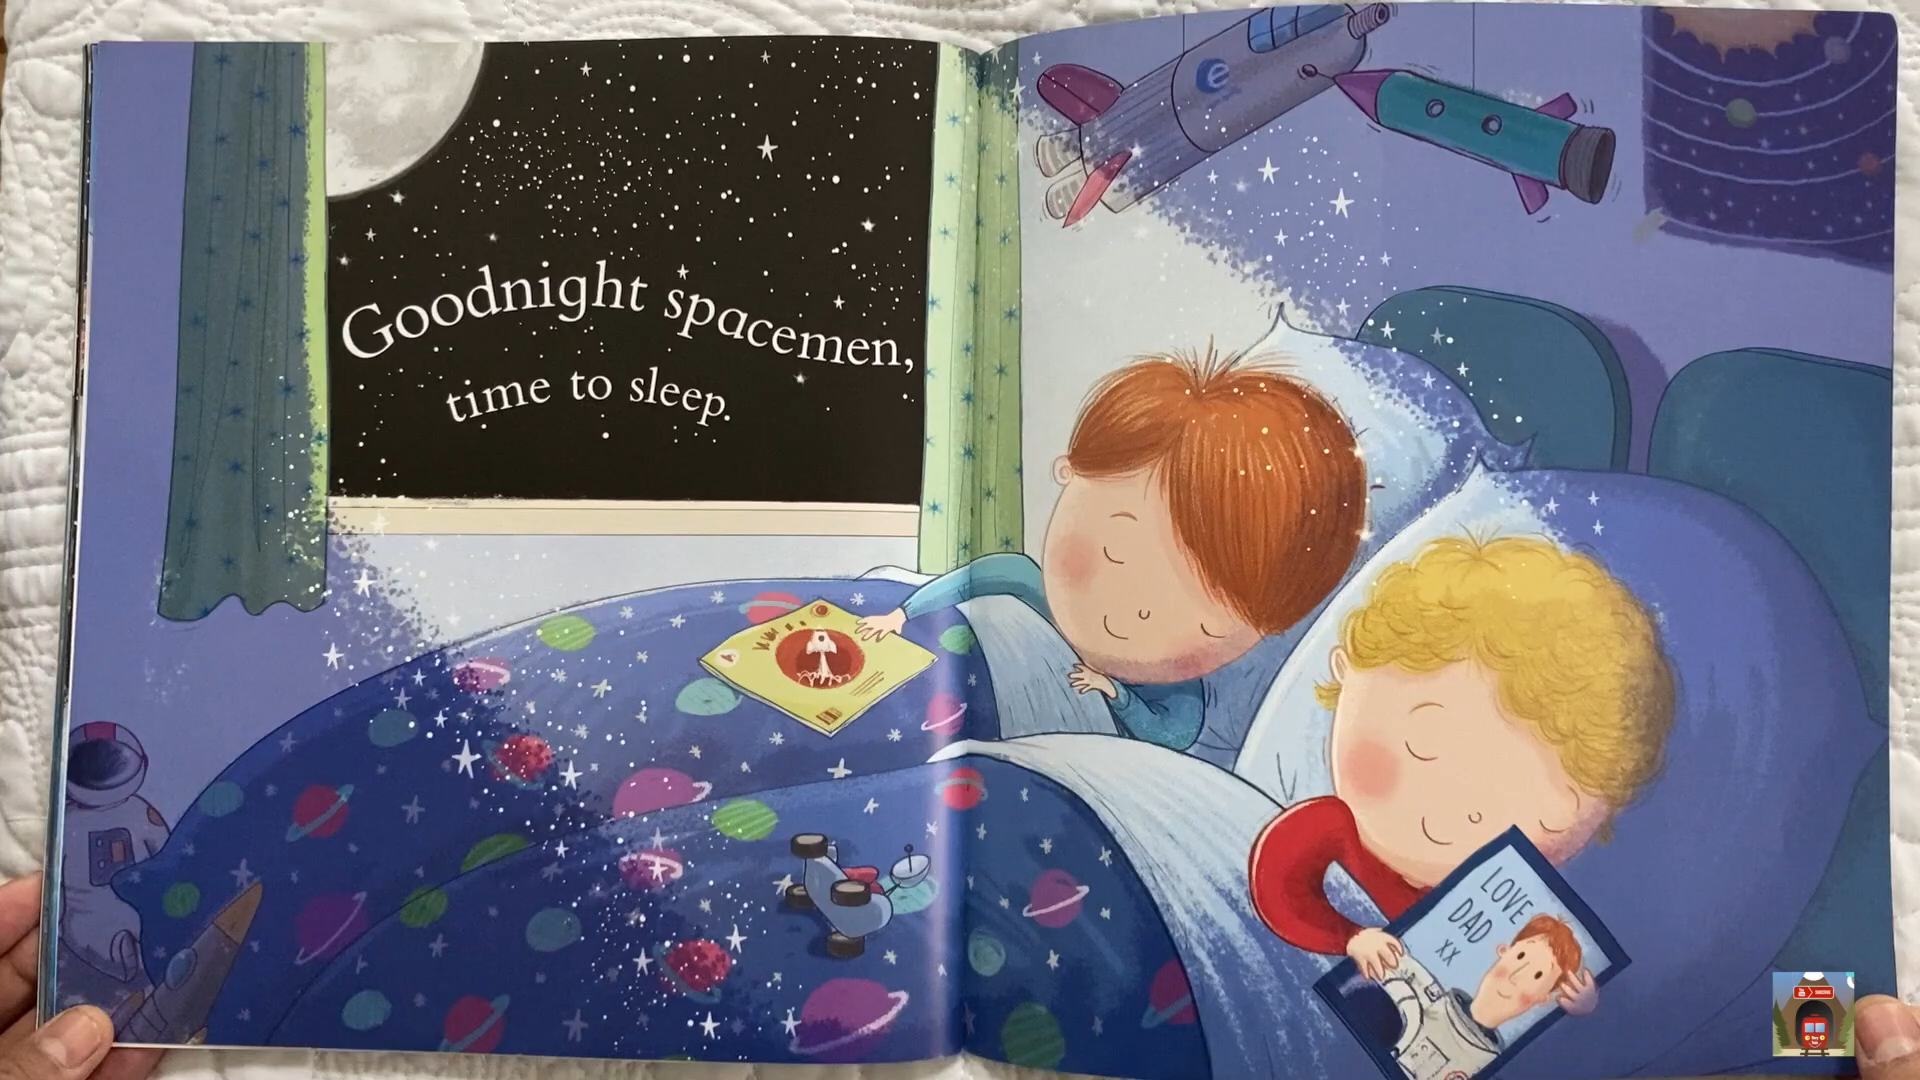 Goodnight spacemen,
time to sleep.
e
LOVE
DAD
xx